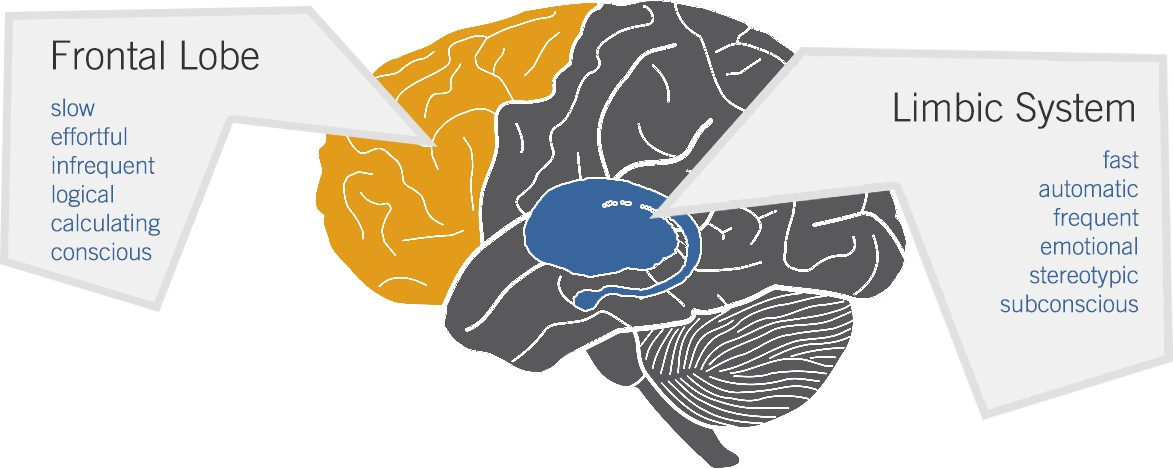 Frontal Lobe
slow
effortful
infrequent
logical
calculating
conscious
Limbic System
fast
automatic
frequent
emotional
stereotypic
subconscious